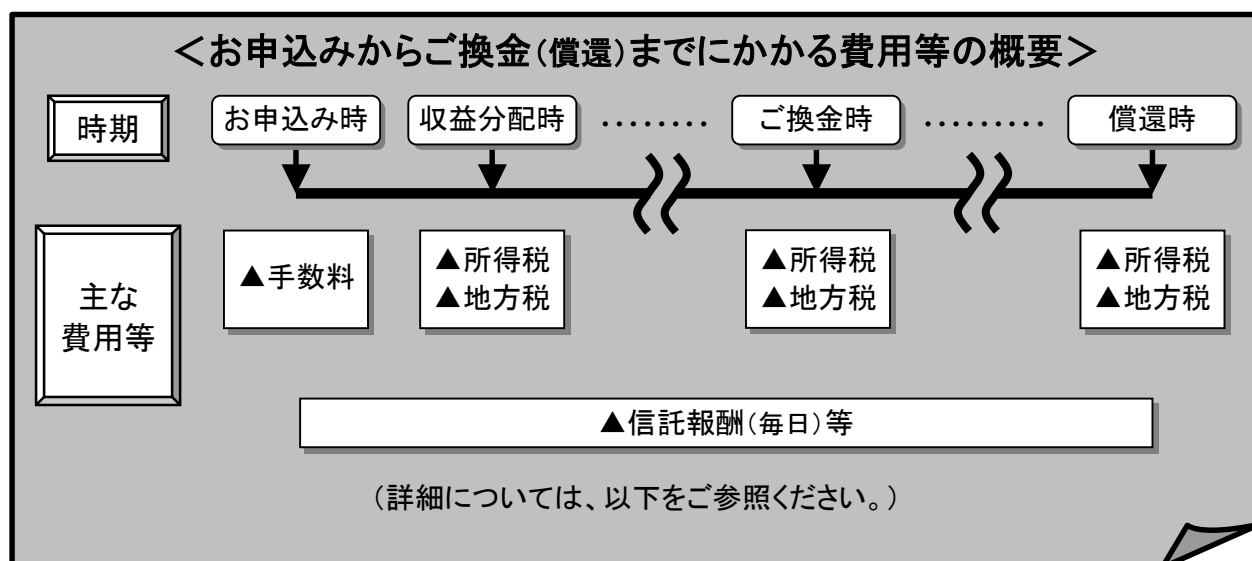 ＜お申込みからご換金(償還)までにかかる費用等の概要＞
時期
お申込み時
収益分配時
‥‥‥‥
ご換金時
‥‥‥‥‥
償還時
主な
費用等
▲手数料
▲所得税
▲地方税
▲所得税
▲地方税
▲所得税
▲地方税
▲信託報酬(毎日)等
(詳細については、以下をご参照ください。)